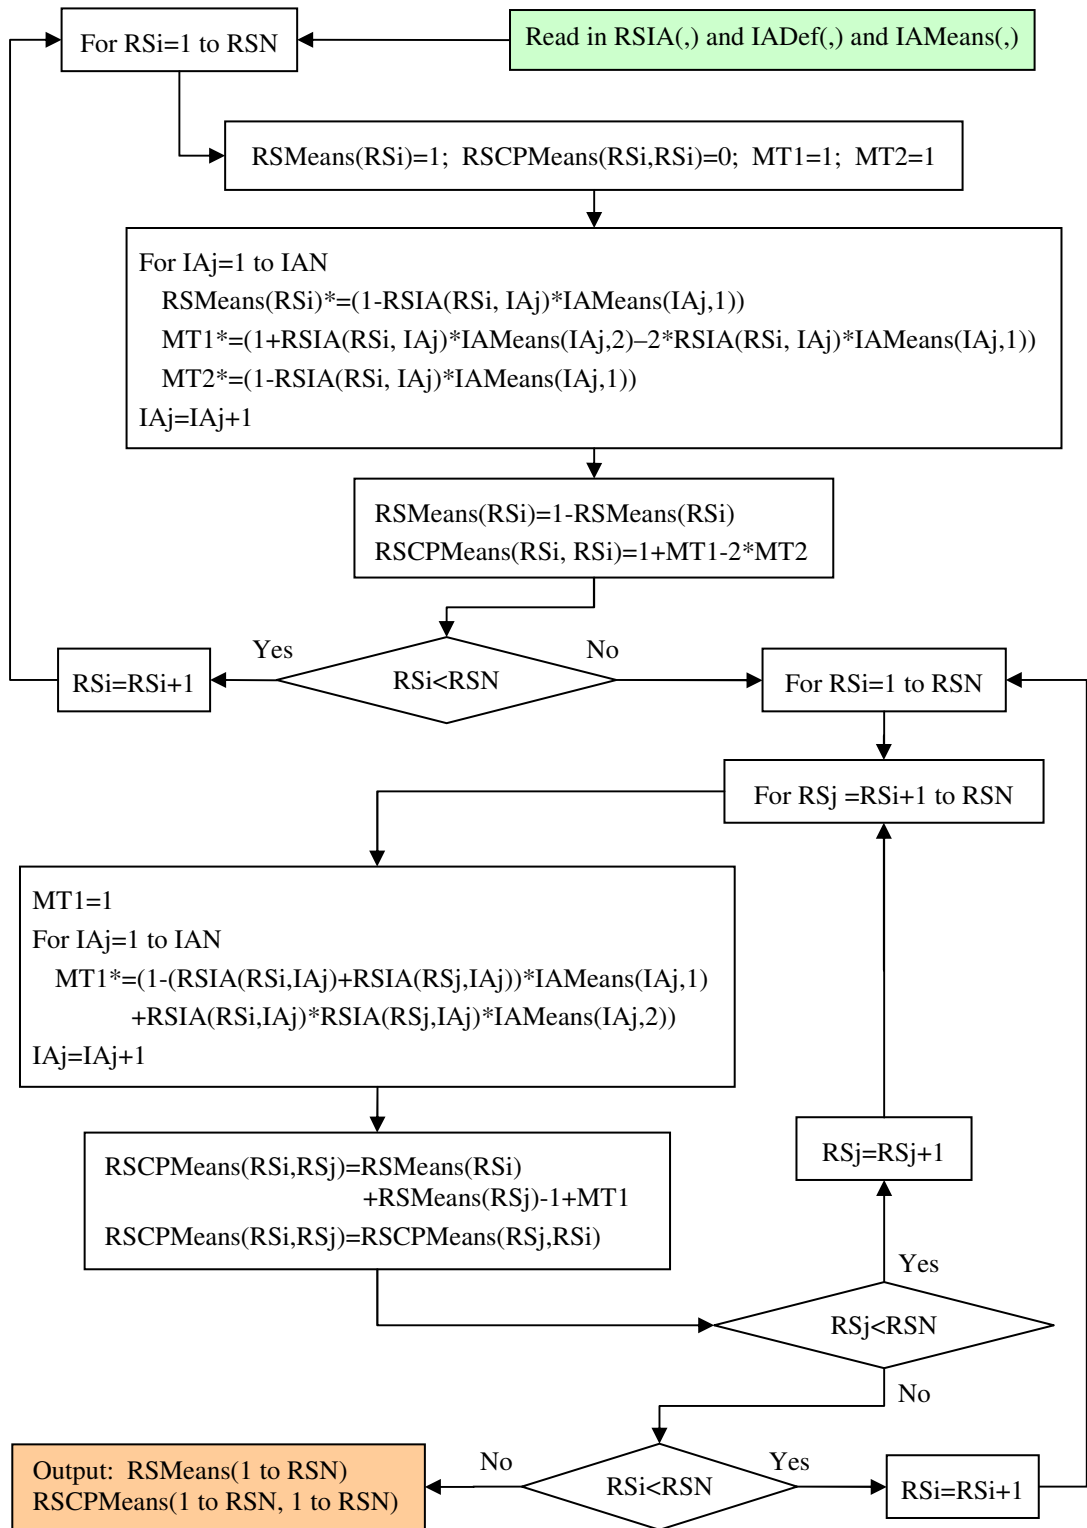 Read in RSIA(,) and IADef(,) and IAMeans(,)
For RSi=1 to RSN
RSMeans(RSi)=1;  RSCPMeans(RSi,RSi)=0;  MT1=1;  MT2=1
For IAj=1 to IAN
RSMeans(RSi)*=(1-RSIA(RSi, IAj)*IAMeans(IAj,1))
MT1*=(1+RSIA(RSi, IAj)*IAMeans(IAj,2)–2*RSIA(RSi, IAj)*IAMeans(IAj,1))
MT2*=(1-RSIA(RSi, IAj)*IAMeans(IAj,1))
IAj=IAj+1
RSMeans(RSi)=1-RSMeans(RSi)
RSCPMeans(RSi, RSi)=1+MT1-2*MT2
RSi<RSN
Yes
No
RSi=RSi+1
For RSi=1 to RSN
For RSj =RSi+1 to RSN
MT1=1
For IAj=1 to IAN
MT1*=(1-(RSIA(RSi,IAj)+RSIA(RSj,IAj))*IAMeans(IAj,1)
+RSIA(RSi,IAj)*RSIA(RSj,IAj)*IAMeans(IAj,2))
IAj=IAj+1
RSCPMeans(RSi,RSj)=RSMeans(RSi)
+RSMeans(RSj)-1+MT1
RSCPMeans(RSi,RSj)=RSCPMeans(RSj,RSi)
RSj=RSj+1
Yes
RSj<RSN
No
RSi<RSN
No
Yes
RSi=RSi+1
Output:  RSMeans(1 to RSN)
RSCPMeans(1 to RSN, 1 to RSN)